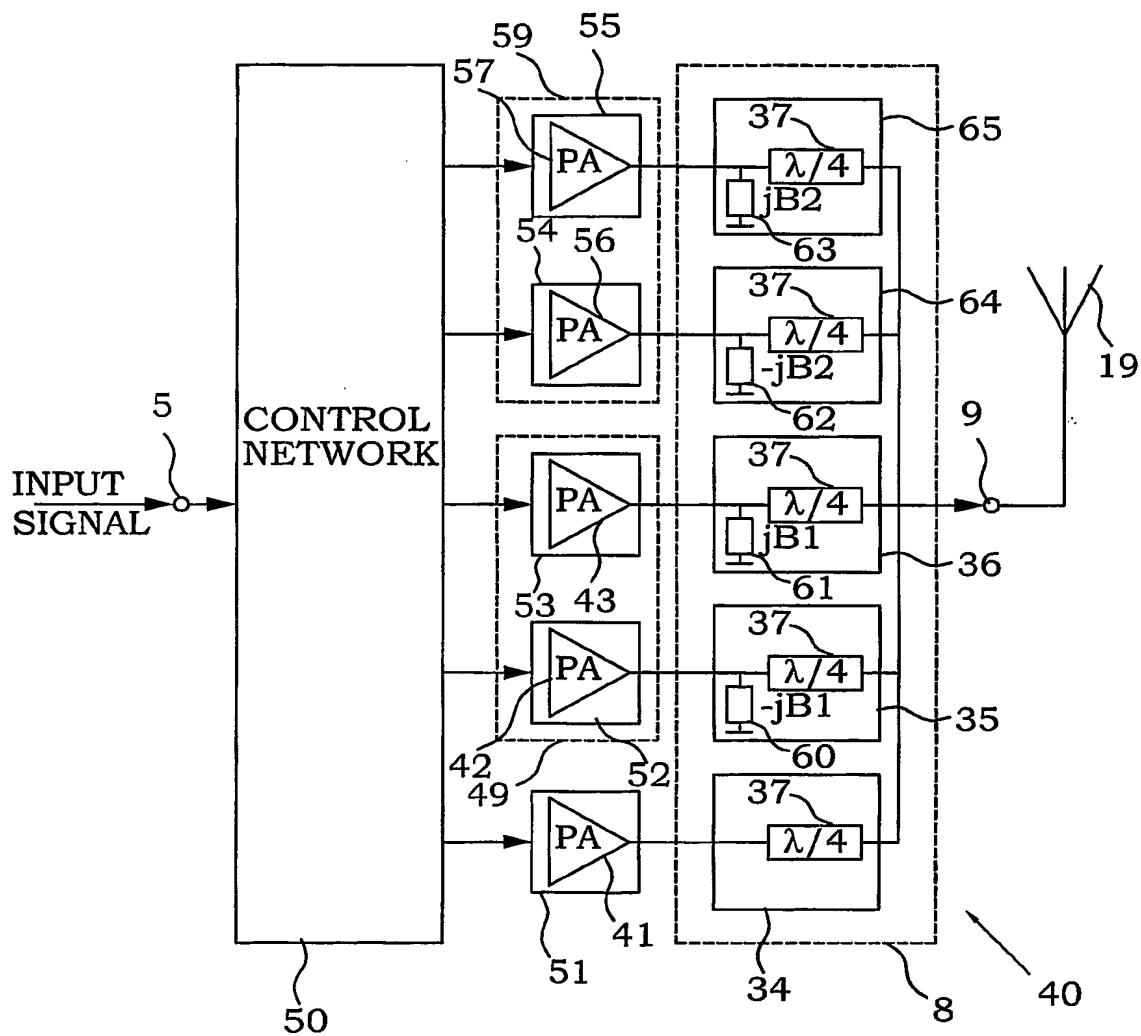 55
59
57
PA
37
65
λ/4
jB2
63
54
56
PA
37
64
λ/4
-jB2
62
19
5
CONTROL
NETWORK
INPUT
SIGNAL
PA
53
43
37
λ/4
jB1
61
36
9
PA
42
49
52
37
λ/4
-jB1
60
35
PA
51
41
37
λ/4
34
50
8
40